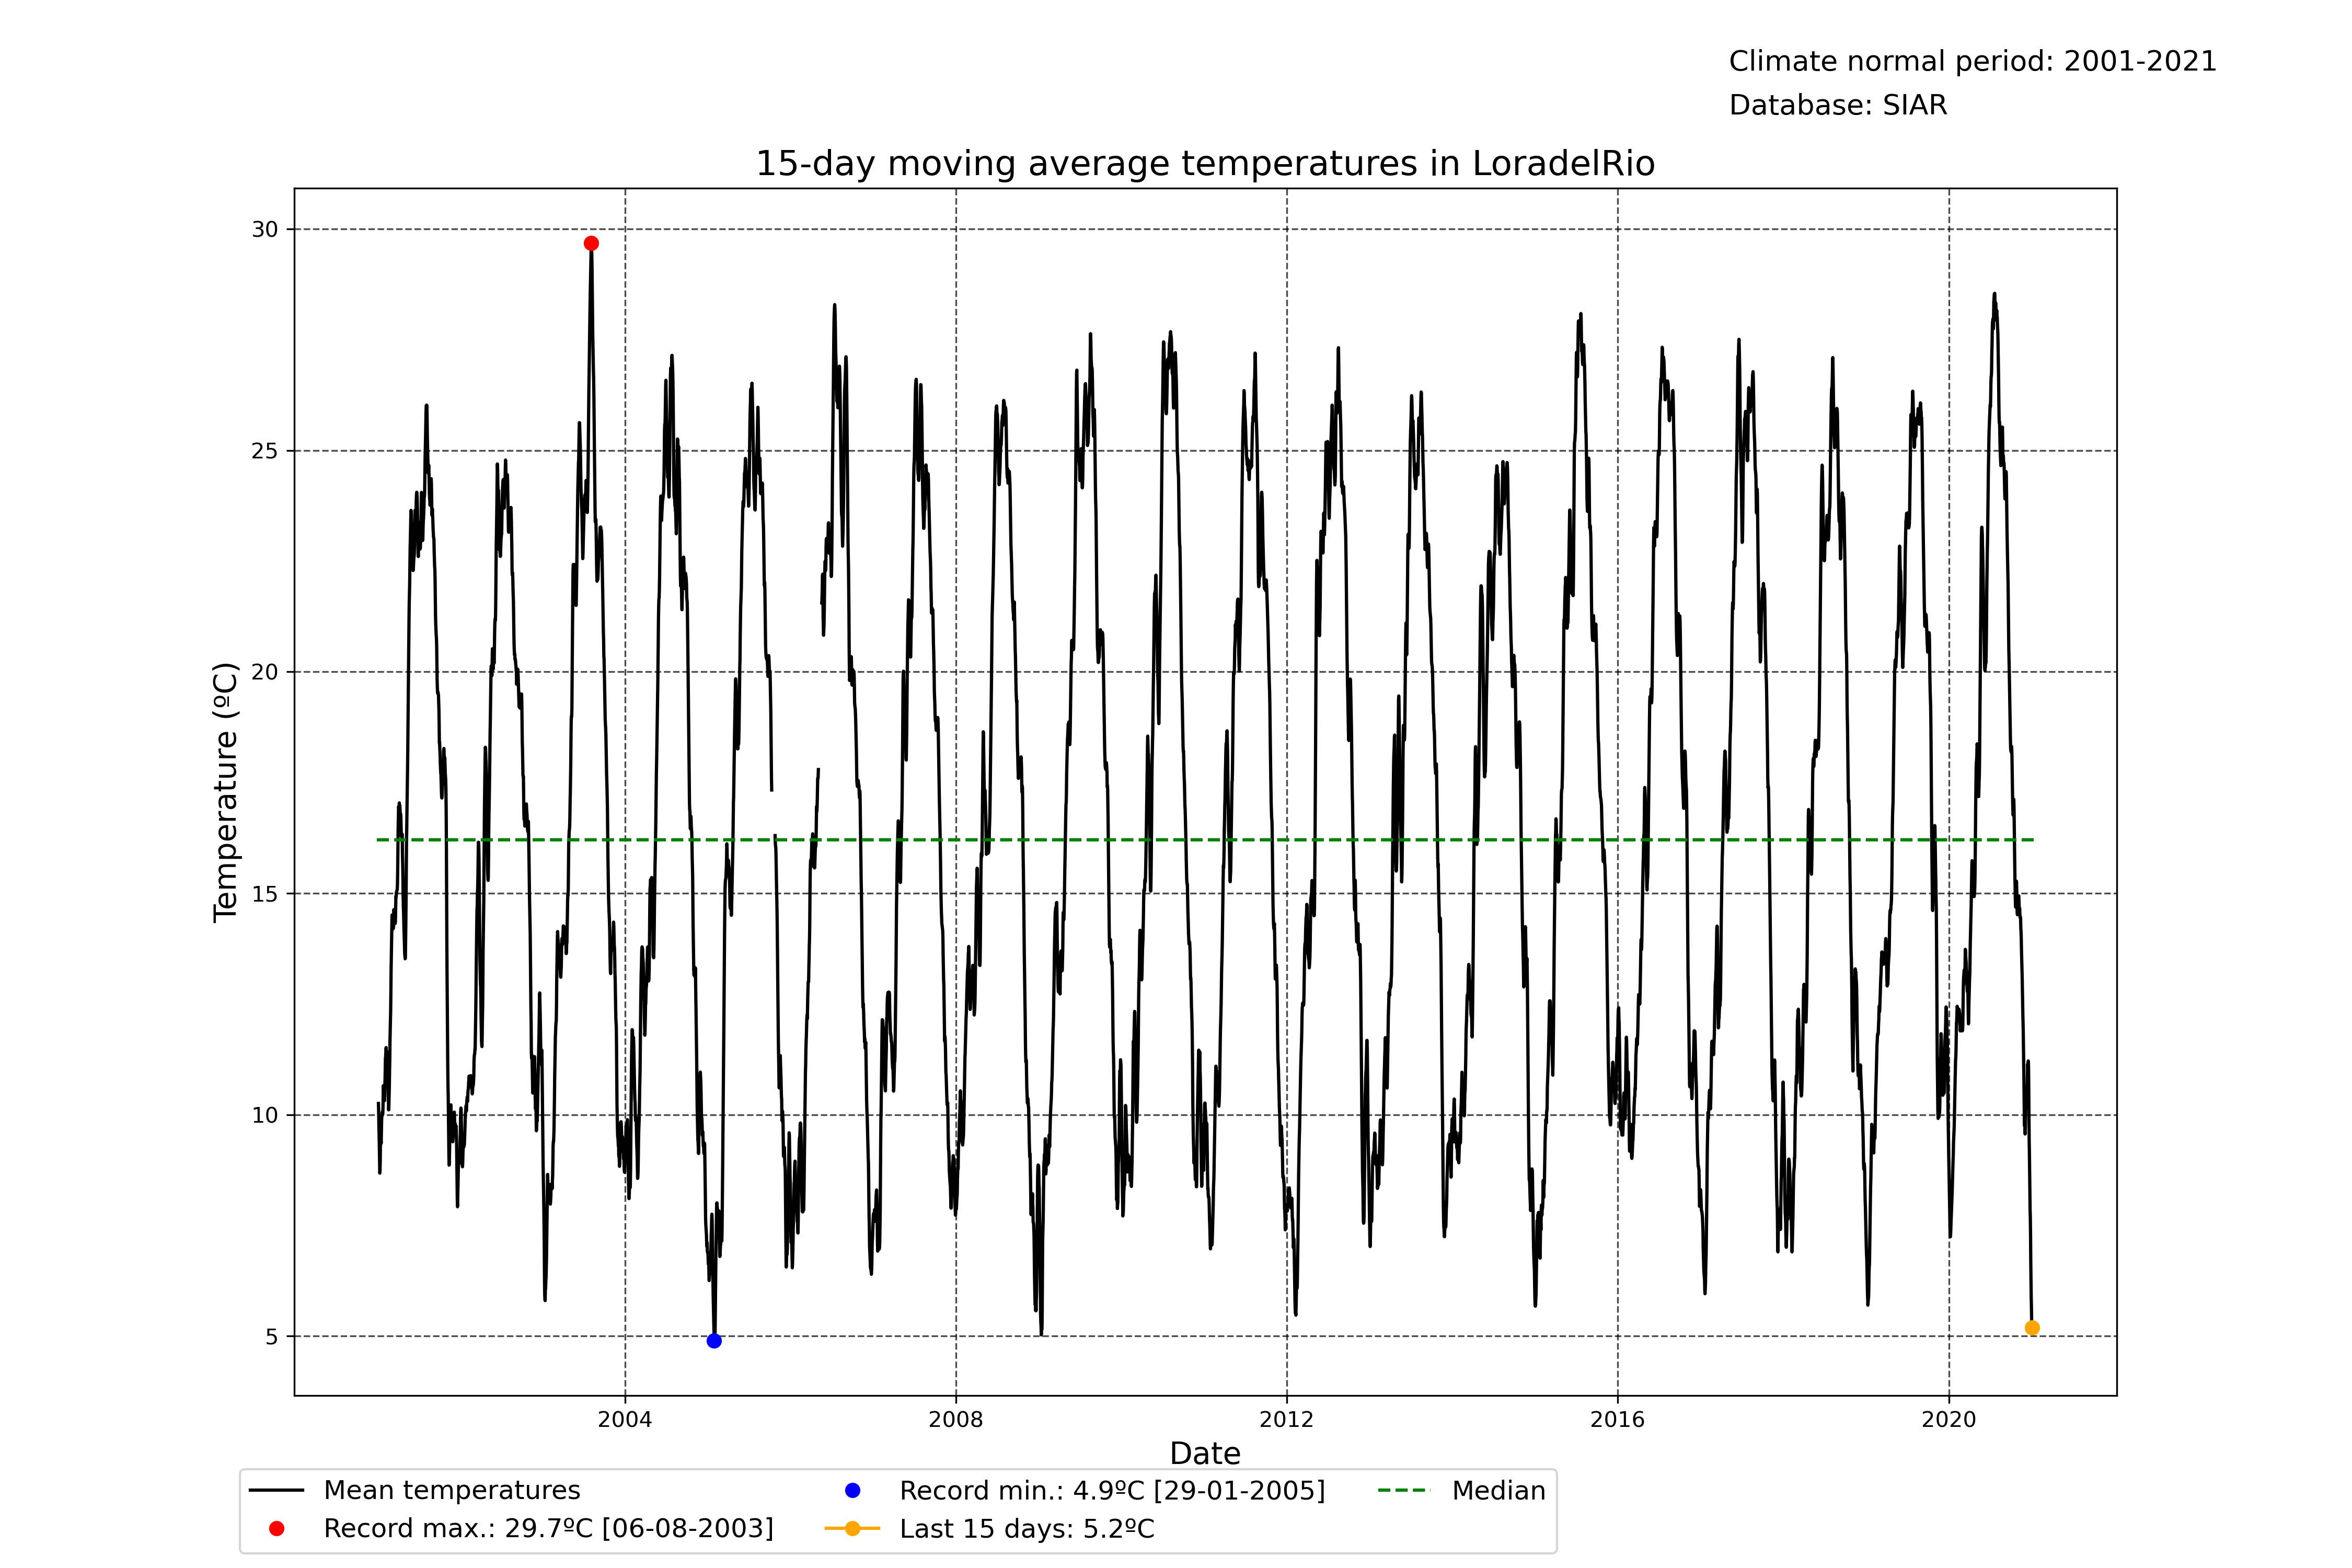 Climate normal period: 2001-2021
Database: SIAR
15-day moving average temperatures in LoradelRio
30
25
20
15
10
5
Temperature (ºC)
2004 2008 2012 2016 2020
Date
Mean temperatures
Record max.: 29.7ºC [06-08-2003]
Record min.: 4.9ºC [29-01-2005]
Last 15 days: 5.2ºC
Median